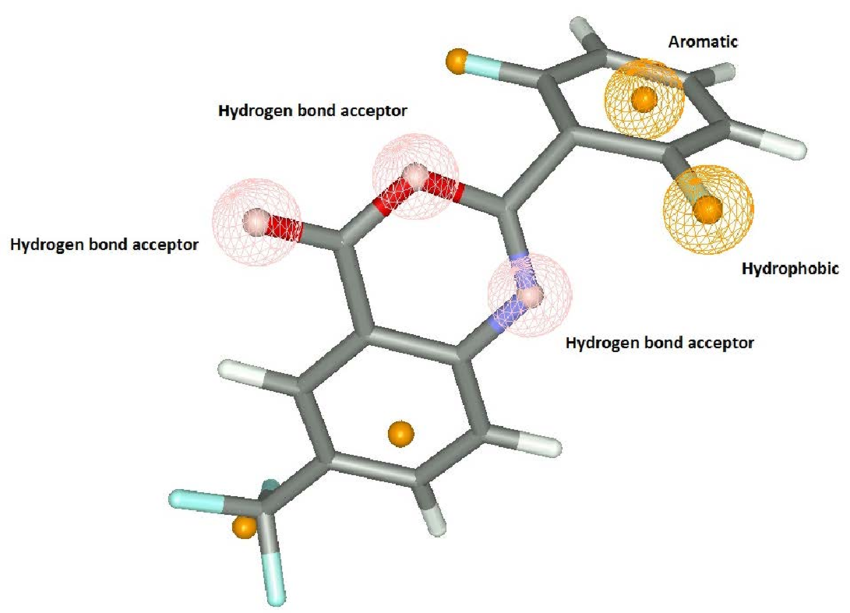 Aromatic
Hydrogen bond acceptor
Hydrogen bond acceptor
Hydrophobic
Hydrogen bond acceptor